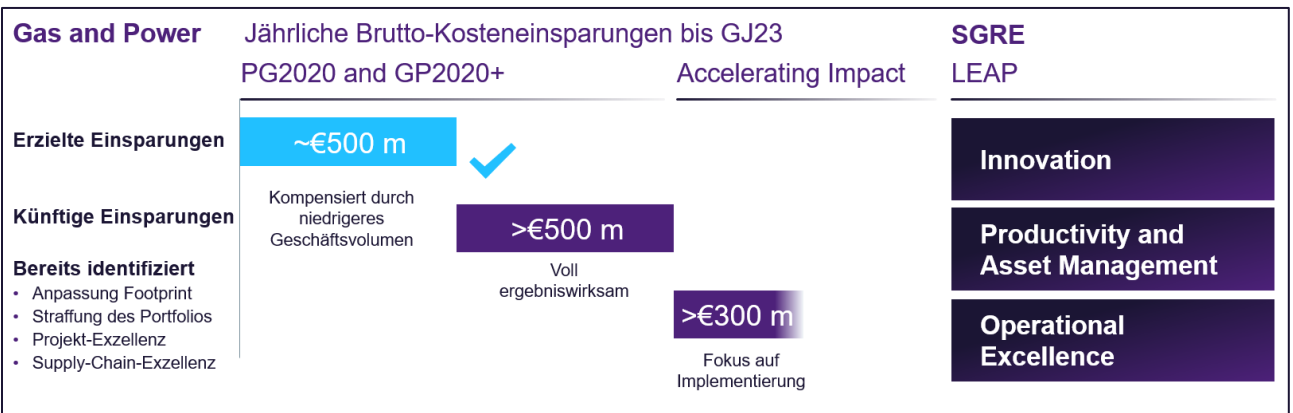 Gas and Power
Jährliche Brutto-Kosteneinsparungen bis GJ23
SGRE
PG2020 and GP2020+
Accelerating Impact
LEAP
Erzielte Einsparungen
~€500 m
Kompensiert durch
niedrigeres
Geschäftsvolumen
Künftige Einsparungen
>€500 m
Voll
ergebniswirksam
Bereits identifiziert
• Anpassung Footprint
• Straffung des Portfolios
• Projekt-Exzellenz
• Supply-Chain-Exzellenz
>€300 m
Fokus auf
Implementierung
Innovation
Productivity and
Asset Management
Operational
Excellence